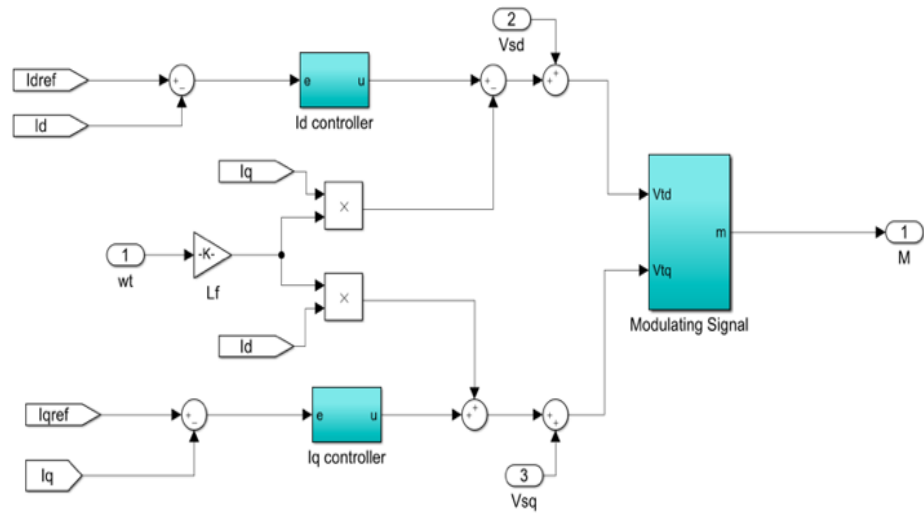 2
Vsd
Idref
+
−
e
u
+
−
+
+
Id
Id controller
Iq
×
Vtd
m
1
M
1
wt
-K-
Lf
Vtq
×
Id
Modulating Signal
Iqref
+
−
e
u
+
+
+
+
Iq
Iq controller
3
Vsq